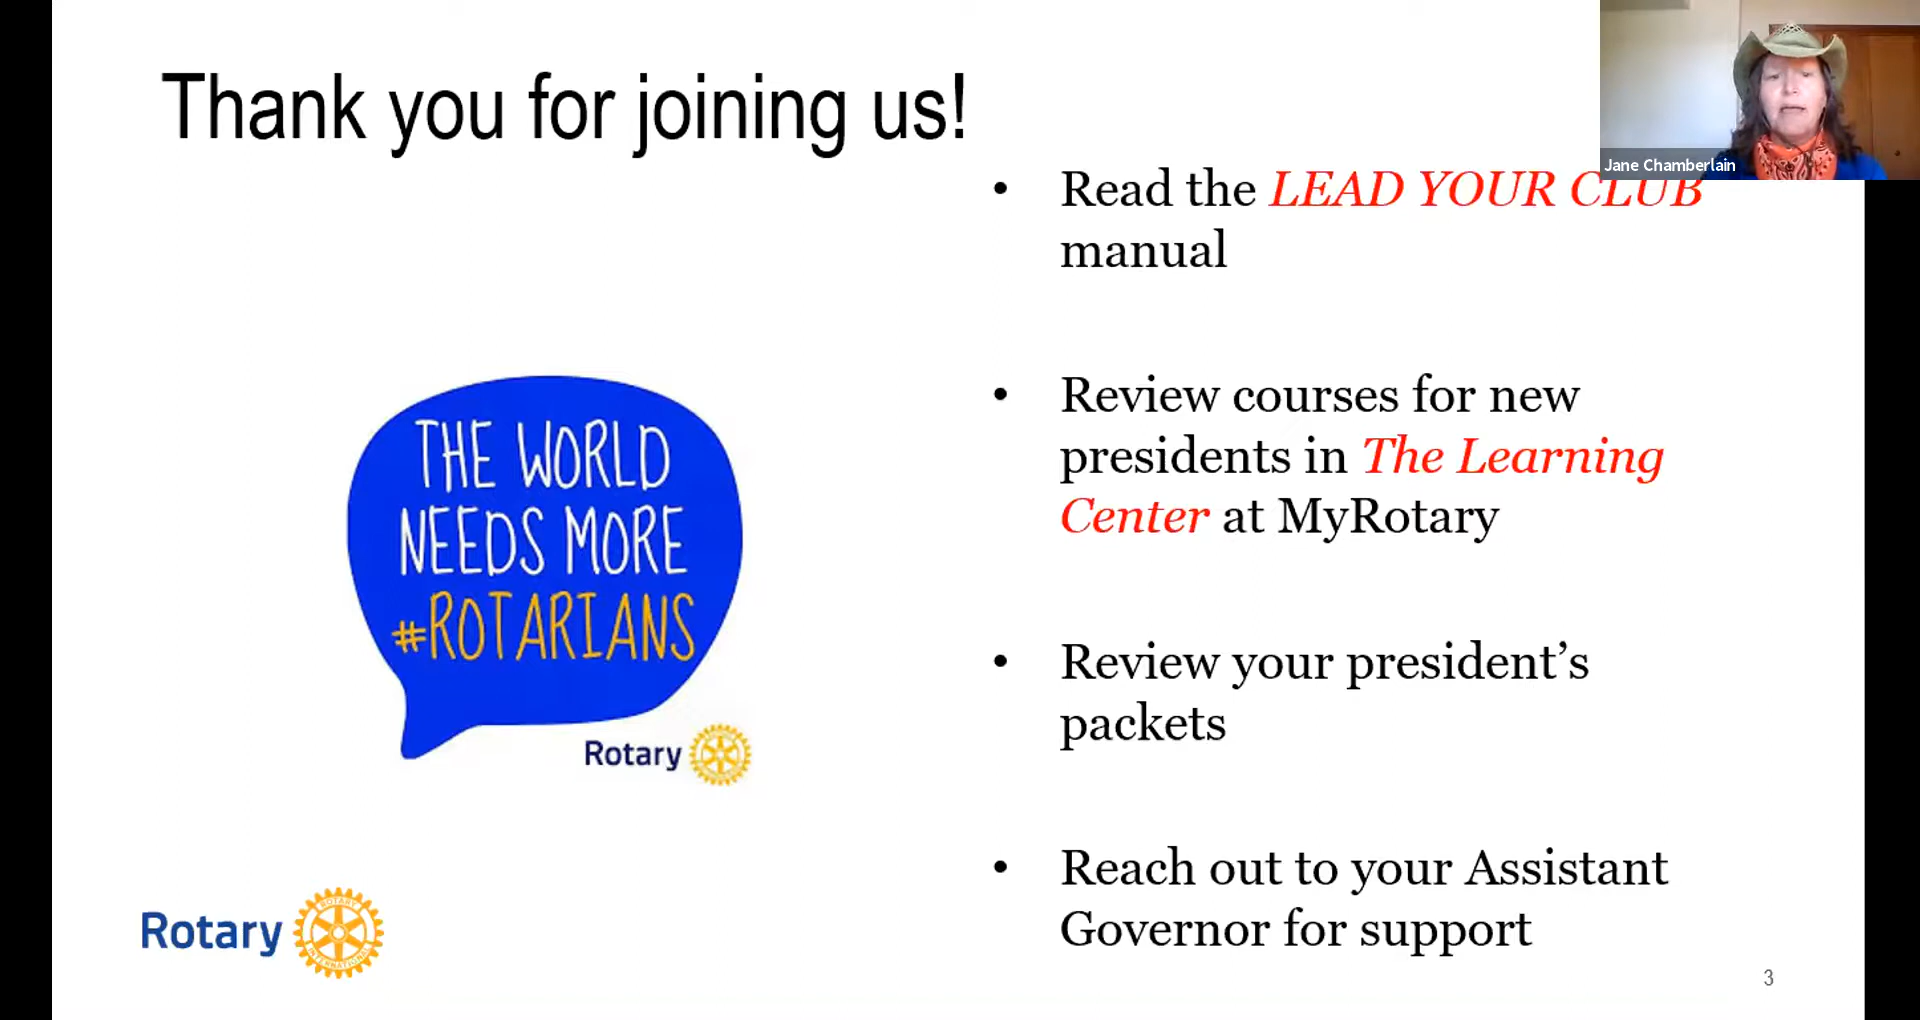 Thank you for joining us!
Jane Chamberlain
• Read the LEAD YOUR CLUB
manual
• Review courses for new
presidents in The Learning
Center at MyRotary
• Review your president’s
packets
• Reach out to your Assistant
Governor for support
THE WORLD
NEEDS MORE
#ROTARIANS
Rotary
Rotary
ROTARY
INTERNATIONAL
3